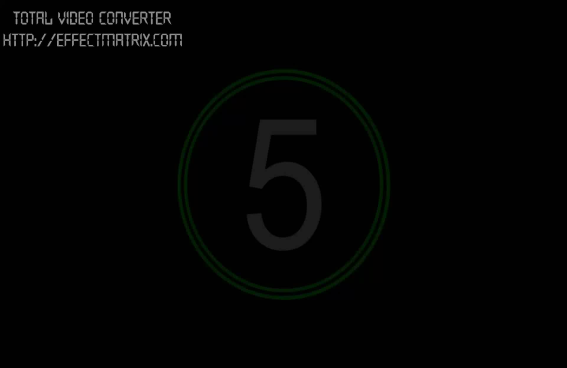 TOTAL VIDEO CONVERTER
HTTP://EFFECTMATRIX.COM
5